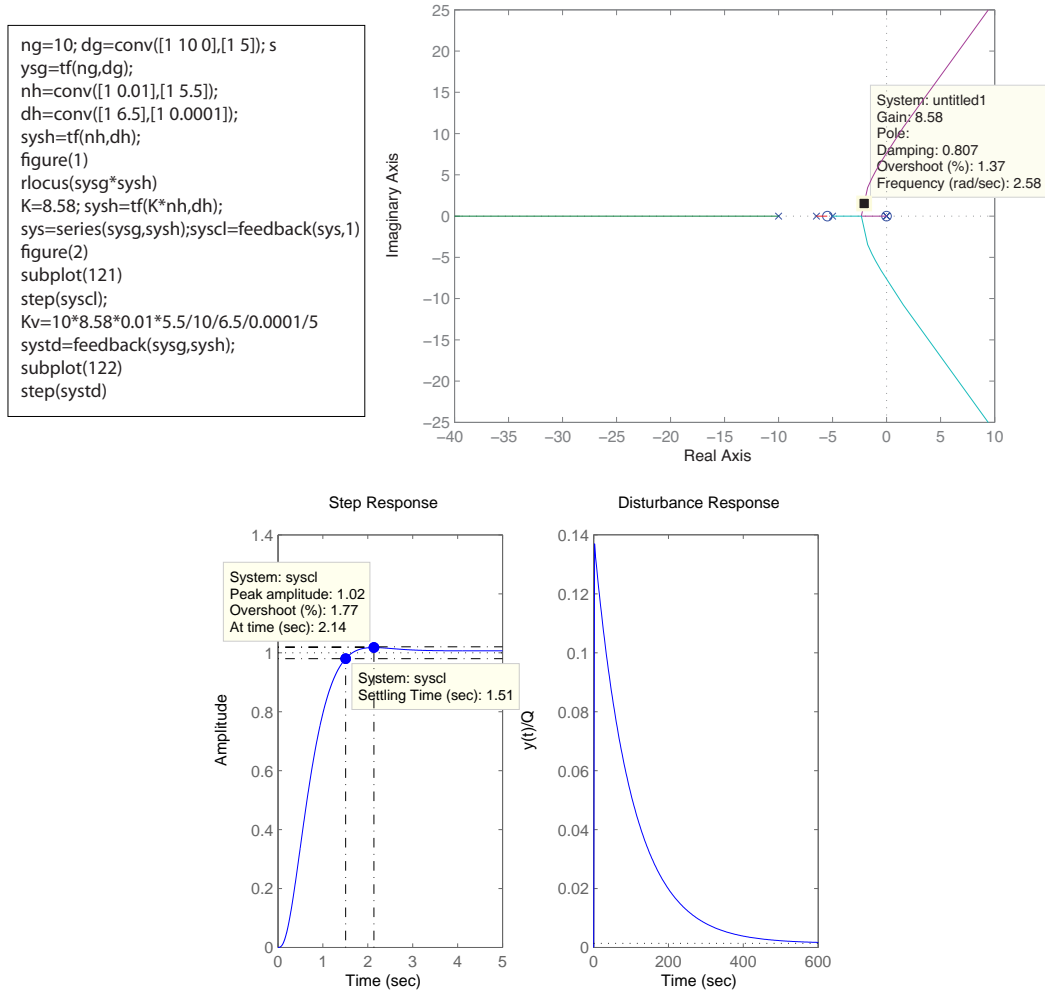 ng=10; dg=conv([1 10 0],[1 5]); s
ysg=tf(ng,dg);
nh=conv([1 0.01],[1 5.5]);
dh=conv([1 6.5],[1 0.0001]);
sysh=tf(nh,dh);
figure(1)
rlocus(sysg*sysh)
K=8.58; sysh=tf(K*nh,dh);
sys=series(sysg,sysh);syscl=feedback(sys,1)
figure(2)
subplot(121)
step(syscl);
Kv=10*8.58*0.01*5.5/10/6.5/0.0001/5
systd=feedback(sysg,sysh);
subplot(122)
step(systd)
25
20
15
10
5
0
−5
−10
−15
−20
−25
Imaginary Axis
System: untitled1
Gain: 8.58
Pole:
Damping: 0.807
Overshoot (%): 1.37
Frequency (rad/sec): 2.58
−40 −35 −30 −25 −20 −15 −10 −5 0 5 10
Real Axis
Step Response
1.4
1.2
1
0.8
0.6
0.4
0.2
0
Amplitude
System: syscl
Peak amplitude: 1.02
Overshoot (%): 1.77
At time (sec): 2.14
System: syscl
Settling Time (sec): 1.51
0 1 2 3 4 5
Time (sec)
Disturbance Response
0.14
0.12
0.1
0.08
0.06
0.04
0.02
0
y(t)/Q
0 200 400 600
Time (sec)